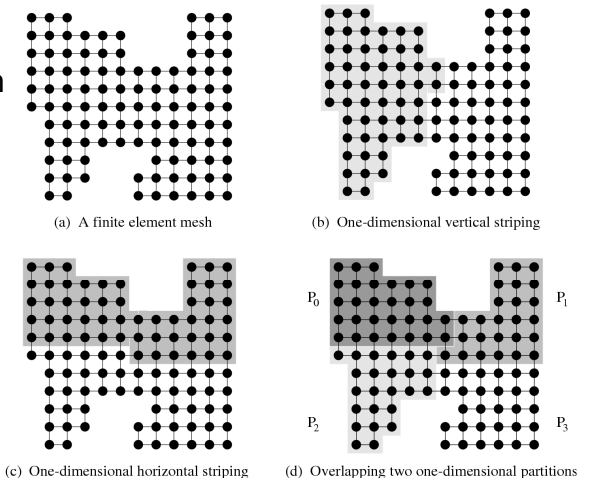 n
(a) A finite element mesh
(b) One-dimensional vertical striping
P0
P1
P2
P3
(c) One-dimensional horizontal striping
(d) Overlapping two one-dimensional partitions